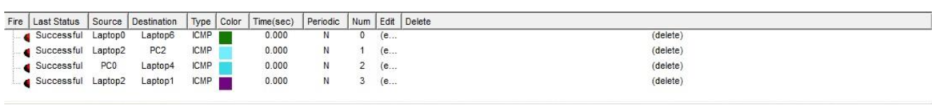 Fire Last Status Source Destination Type Color Time(sec) Periodic Num Edit Delete
Successful Laptop0 Laptop6 ICMP 0.000 N 0 (e... (delete)
Successful Laptop2 PC2 ICMP 0.000 N 1 (e... (delete)
Successful PC0 Laptop4 ICMP 0.000 N 2 (e... (delete)
Successful Laptop2 Laptop1 ICMP 0.000 N 3 (e... (delete)